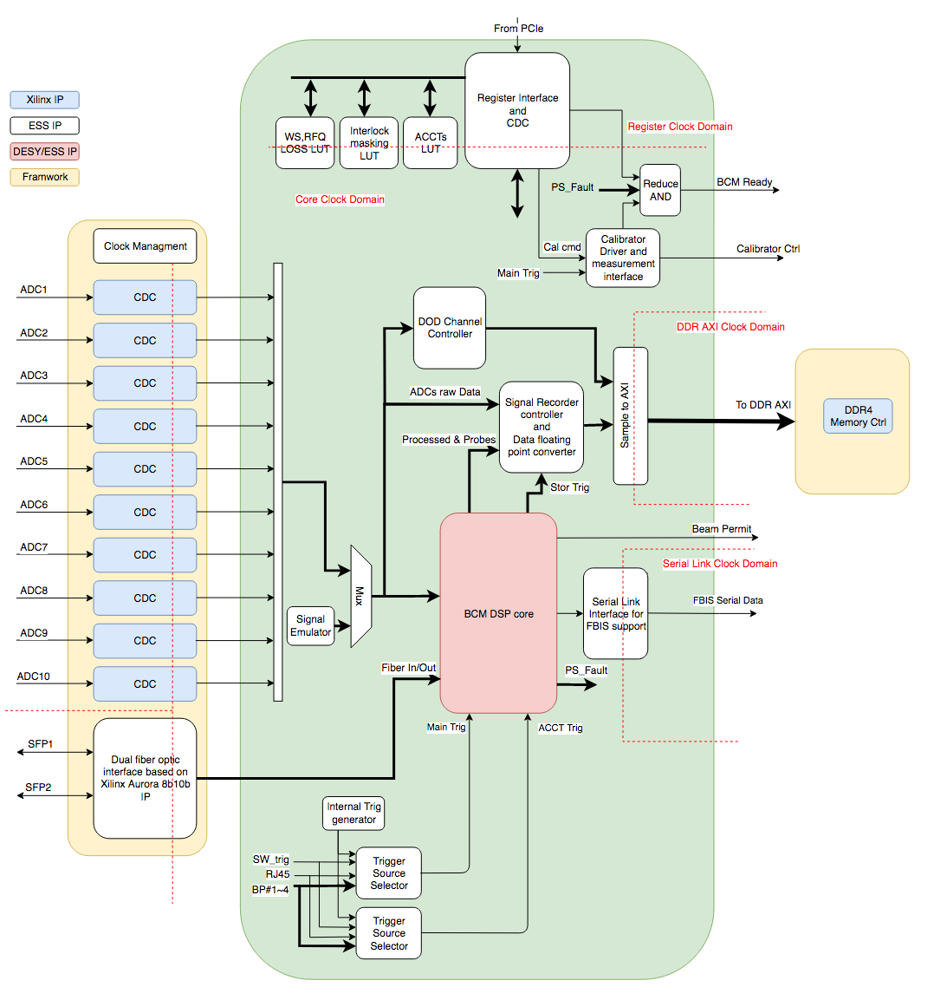 From PCIe
Xilinx IP
ESS IP
DESY/ESS IP
Framwork
Register Interface
and
CDC
WS,RFQ
LOSS LUT
Interlock
masking
LUT
ACCTs
LUT
Register Clock Domain
Core Clock Domain
PS_Fault
Reduce
AND
BCM Ready
Cal cmd
Main Trig
Calibrator
Driver and
measurement
interface
Calibrator Ctrl
Clock Managment
ADC1
CDC
ADC2
CDC
ADC3
CDC
ADC4
CDC
ADC5
CDC
ADC6
CDC
ADC7
CDC
ADC8
CDC
ADC9
CDC
ADC10
CDC
DOD Channel
Controller
DDR AXI Clock Domain
ADCs raw Data
Processed & Probes
Signal Recorder
controller
and
Data floating
point converter
Sample to AXI
To DDR AXI
DDR4
Memory Ctrl
Stor Trig
Beam Permit
Serial Link Clock Domain
Mux
Signal
Emulator
BCM DSP core
Serial Link
Interface for
FBIS support
FBIS Serial Data
PS_Fault
Fiber In/Out
Main Trig
ACCT Trig
SFP1
SFP2
Dual fiber optic
interface based on
Xilinx Aurora 8b10b
IP
Internal Trig
generator
SW_trig
RJ45
BP#1~4
Trigger
Source
Selector
Trigger
Source
Selector